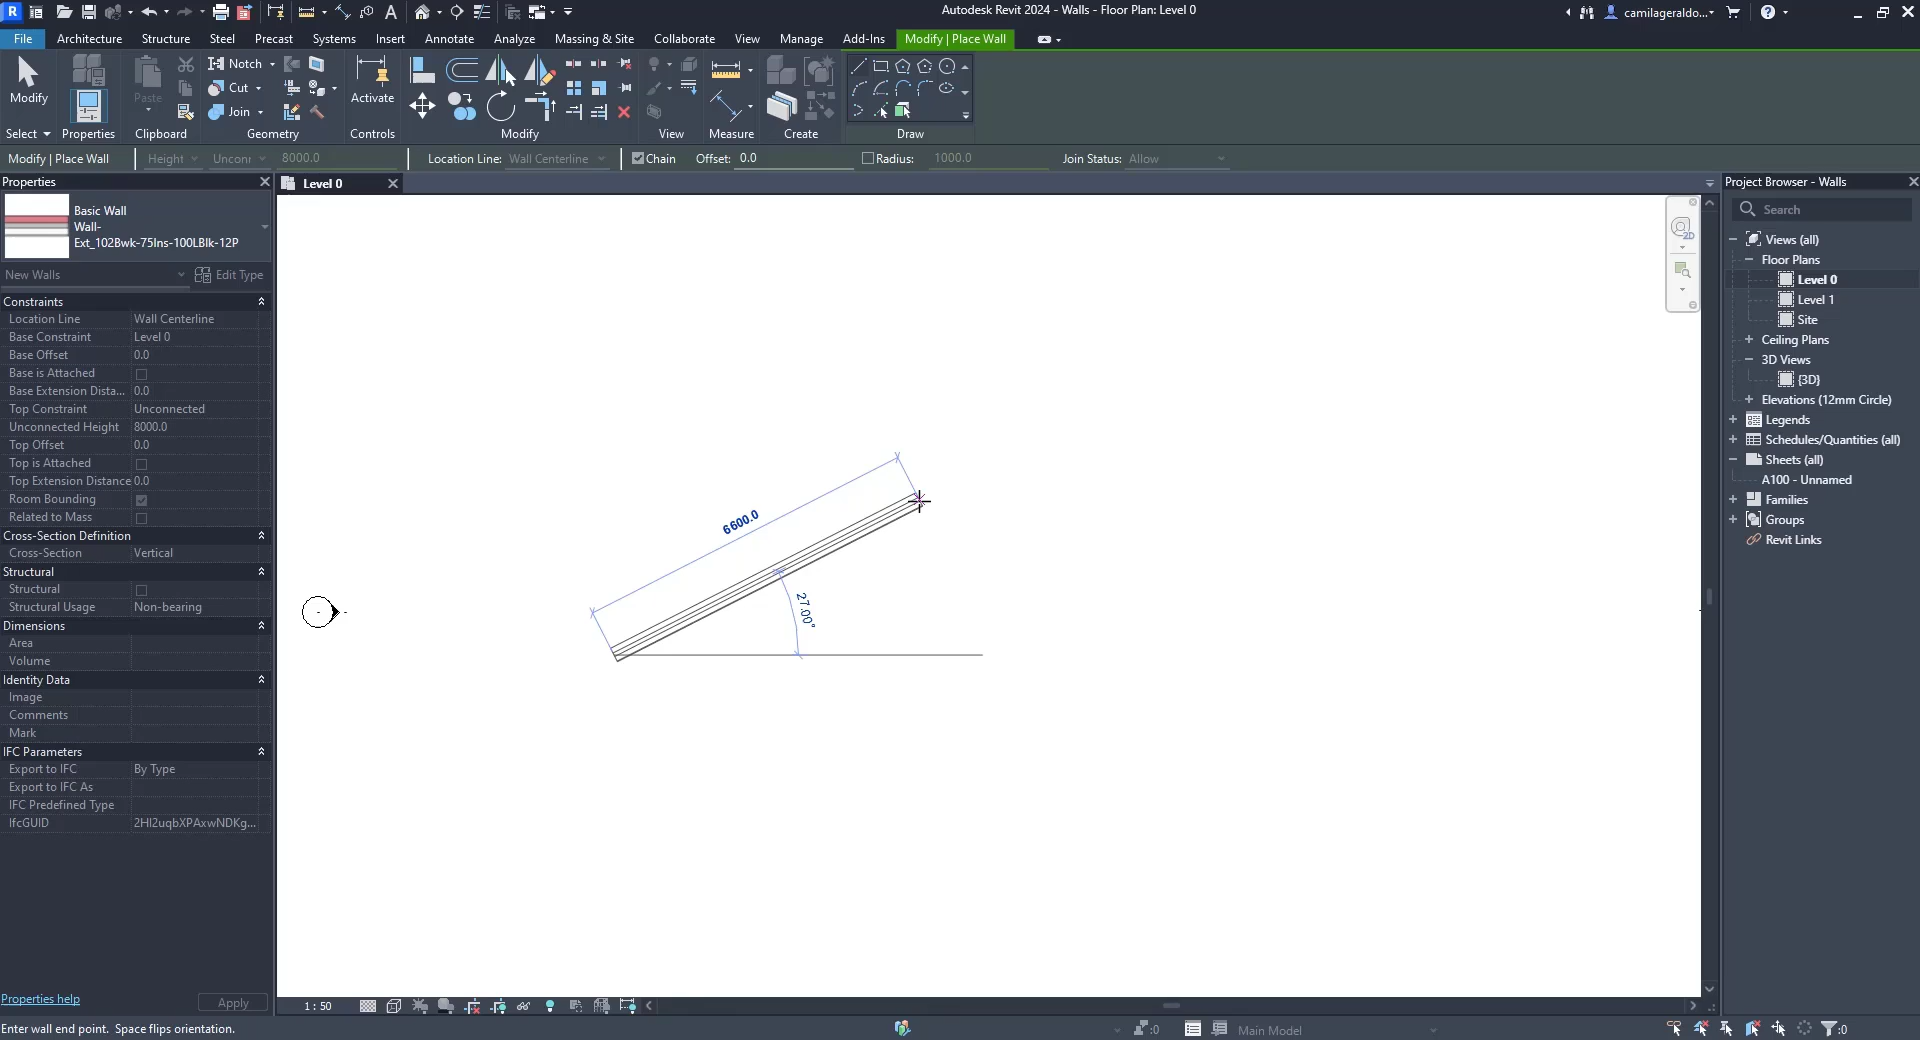 Autodesk Revit 2024 - Walls - Floor Plan: Level 0
camilageraldo...
File Architecture Structure Steel Precast Systems Insert Annotate Analyze Massing & Site Collaborate View Manage Add-Ins Modify | Place Wall
Modify
Paste
Notch
Cut
Join
Activate
Select Properties Clipboard Geometry Controls Modify View Measure Create Draw
Modify | Place Wall Height Uncon 8000.0 Location Line: Wall Centerline Chain Offset: 0.0 Radius: 1000.0 Join Status: Allow
Properties
Level 0
Project Browser - Walls
Basic Wall
Wall-
Ext_102Bwk-75Ins-100LBlk-12P
New Walls
Edit Type
Constraints
Location Line Wall Centerline
Base Constraint Level 0
Base Offset 0.0
Base is Attached
Base Extension Dista... 0.0
Top Constraint Unconnected
Unconnected Height 8000.0
Top Offset 0.0
Top is Attached
Top Extension Distance 0.0
Room Bounding
Related to Mass
Cross-Section Definition
Cross-Section Vertical
Structural
Structural
Structural Usage Non-bearing
Dimensions
Area
Volume
Identity Data
Image
Comments
Mark
IFC Parameters
Export to IFC By Type
Export to IFC As
IFC Predefined Type
IfcGUID 2HI2uqbXPAxwNDKg...
Properties help
Apply
6600.0
27.00°
2D
Search
Views (all)
Floor Plans
Level 0
Level 1
Site
Ceiling Plans
3D Views
{3D}
Elevations (12mm Circle)
Legends
Schedules/Quantities (all)
Sheets (all)
A100 - Unnamed
Families
Groups
Revit Links
1 : 50
Enter wall end point. Space flips orientation.
:0
Main Model
:0